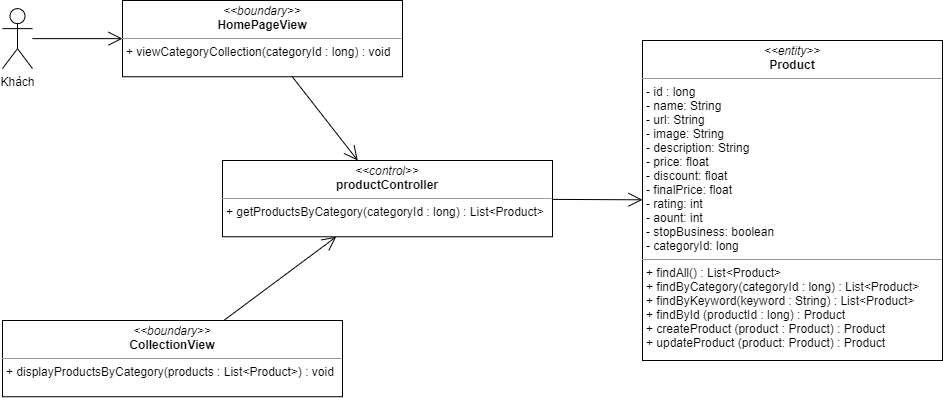 <<boundary>>
HomePageView
+ viewCategoryCollection(categoryId : long) : void
Khách
<<control>>
productController
+ getProductsByCategory(categoryId : long) : List<Product>
<<boundary>>
CollectionView
+ displayProductsByCategory(products : List<Product>) : void
<<entity>>
Product
- id : long
- name: String
- url: String
- image: String
- description: String
- price: float
- discount: float
- finalPrice: float
- rating: int
- aount: int
- stopBusiness: boolean
- categoryId: long
+ findAll() : List<Product>
+ findByCategory(categoryId : long) : List<Product>
+ findByKeyword(keyword : String) : List<Product>
+ findById (productId : long) : Product
+ createProduct (product : Product) : Product
+ updateProduct (product: Product) : Product